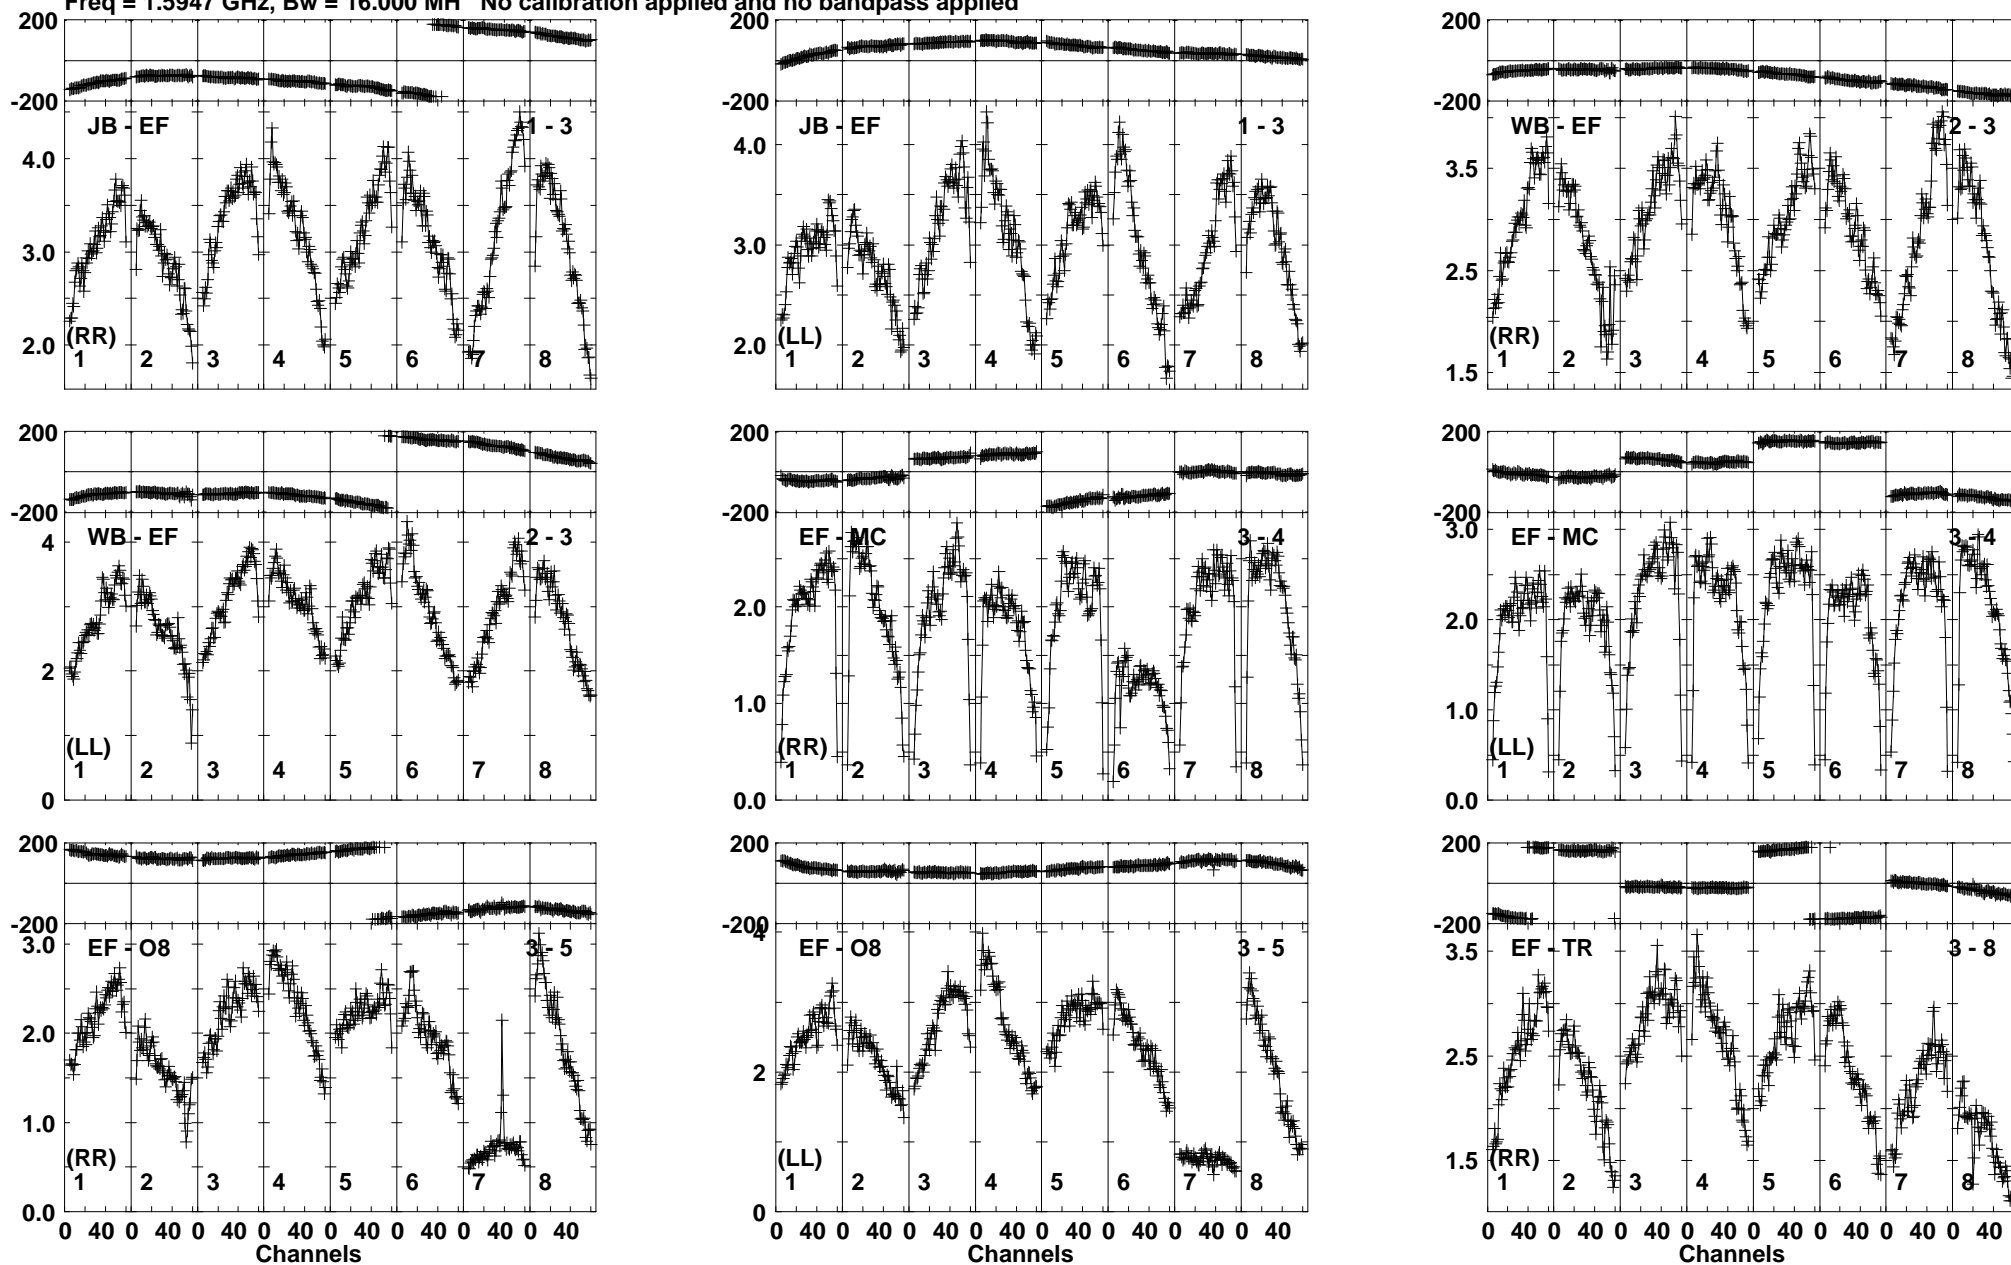 Freq = 1.5947 GHz, Bw = 16.000 MH No calibration applied and no bandpass applied
200
-200
JB - EF 1 - 3
4.0
3.0
2.0
(RR)
1 2 3 4 5 6 7 8
200
-200
JB - EF 1 - 3
4.0
3.0
2.0
(LL)
1 2 3 4 5 6 7 8
200
-200
WB - EF 2 - 3
3.5
2.5
1.5
(RR)
1 2 3 4 5 6 7 8
200
-200
WB - EF 2 - 3
4
2
0
(LL)
1 2 3 4 5 6 7 8
200
-200
EF - MC 3 - 4
2.0
1.0
0.0
(RR)
1 2 3 4 5 6 7 8
200
-200
3.0
EF - MC 3 - 4
2.0
1.0
0.0
(LL)
1 2 3 4 5 6 7 8
200
-200
3.0
EF - O8 3 - 5
2.0
1.0
0.0
(RR)
1 2 3 4 5 6 7 8
0 40 0 40 0 40 0 40 0 40 0 40 0 40 0 40
Channels
200
-200
4
EF - O8 3 - 5
2
0
(LL)
1 2 3 4 5 6 7 8
0 40 0 40 0 40 0 40 0 40 0 40 0 40 0 40
Channels
200
-200
3.5
EF - TR 3 - 8
2.5
1.5
(RR)
1 2 3 4 5 6 7 8
0 40 0 40 0 40 0 40 0 40 0 40 0 40 0 40
Channels